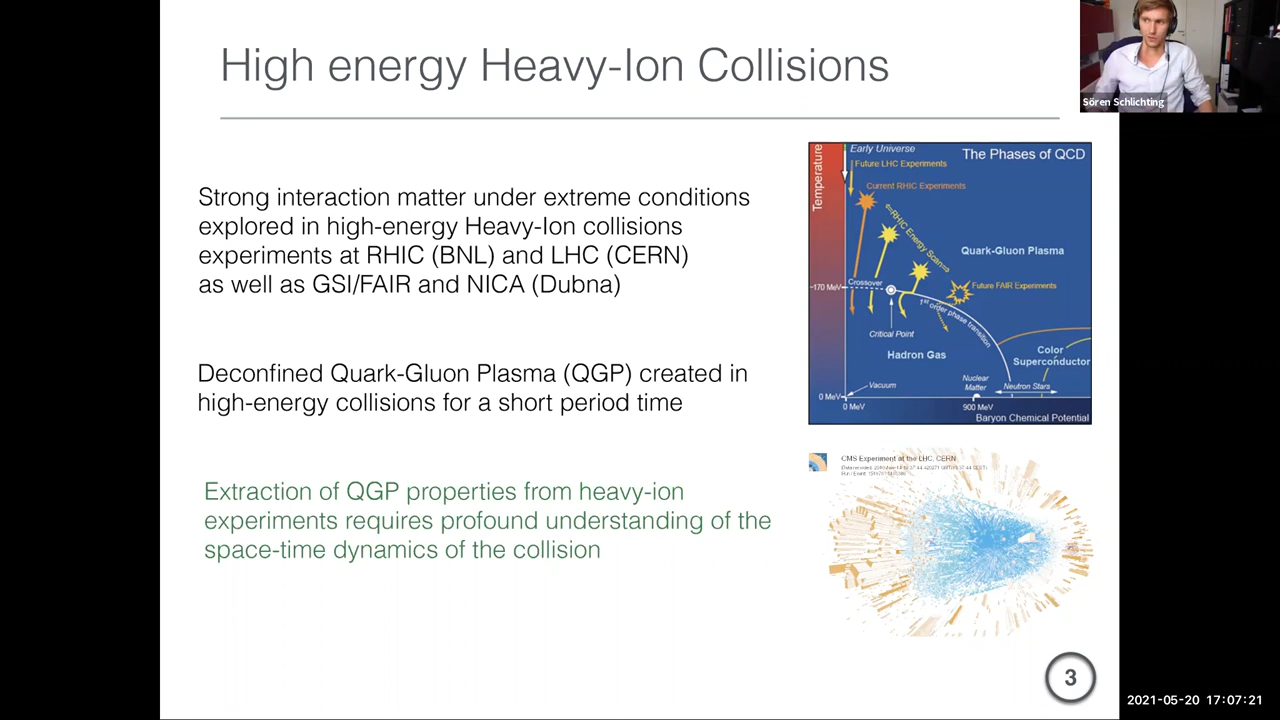 High energy Heavy-Ion Collisions
Sören Schlichting
Strong interaction matter under extreme conditions
explored in high-energy Heavy-Ion collisions
experiments at RHIC (BNL) and LHC (CERN)
as well as GSI/FAIR and NICA (Dubna)
Deconfined Quark-Gluon Plasma (QGP) created in
high-energy collisions for a short period time
Extraction of QGP properties from heavy-ion
experiments requires profound understanding of the
space-time dynamics of the collision
Temperature
Early Universe
The Phases of QCD
Future LHC Experiments
Current RHIC Experiments
RHIC Energy Scan
Quark-Gluon Plasma
Crossover
~170 MeV
Future FAIR Experiments
1st order phase transition
Critical Point
Hadron Gas
Color
Superconductor
Vacuum
Nuclear
Matter
Neutron Stars
0 MeV
0 MeV
900 MeV
Baryon Chemical Potential
CMS Experiment at the LHC, CERN
3
2021-05-20 17:07:21